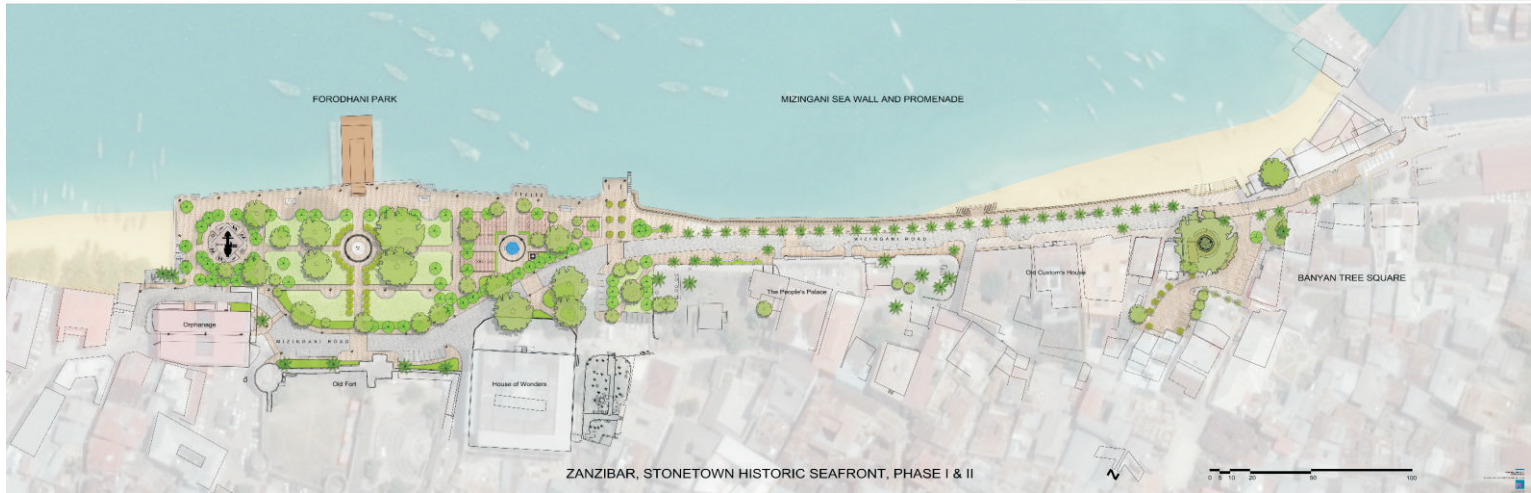 FORODHANI PARK
MIZINGANI SEA WALL AND PROMENADE
MIZINGANI ROAD
Old Custom's House
BANYAN TREE SQUARE
The People's Palace
Orphanage
MIZINGANI ROAD
Old Fort
House of Wonders
ZANZIBAR, STONETOWN HISTORIC SEAFRONT, PHASE I & II
0 5 10 20 50 100